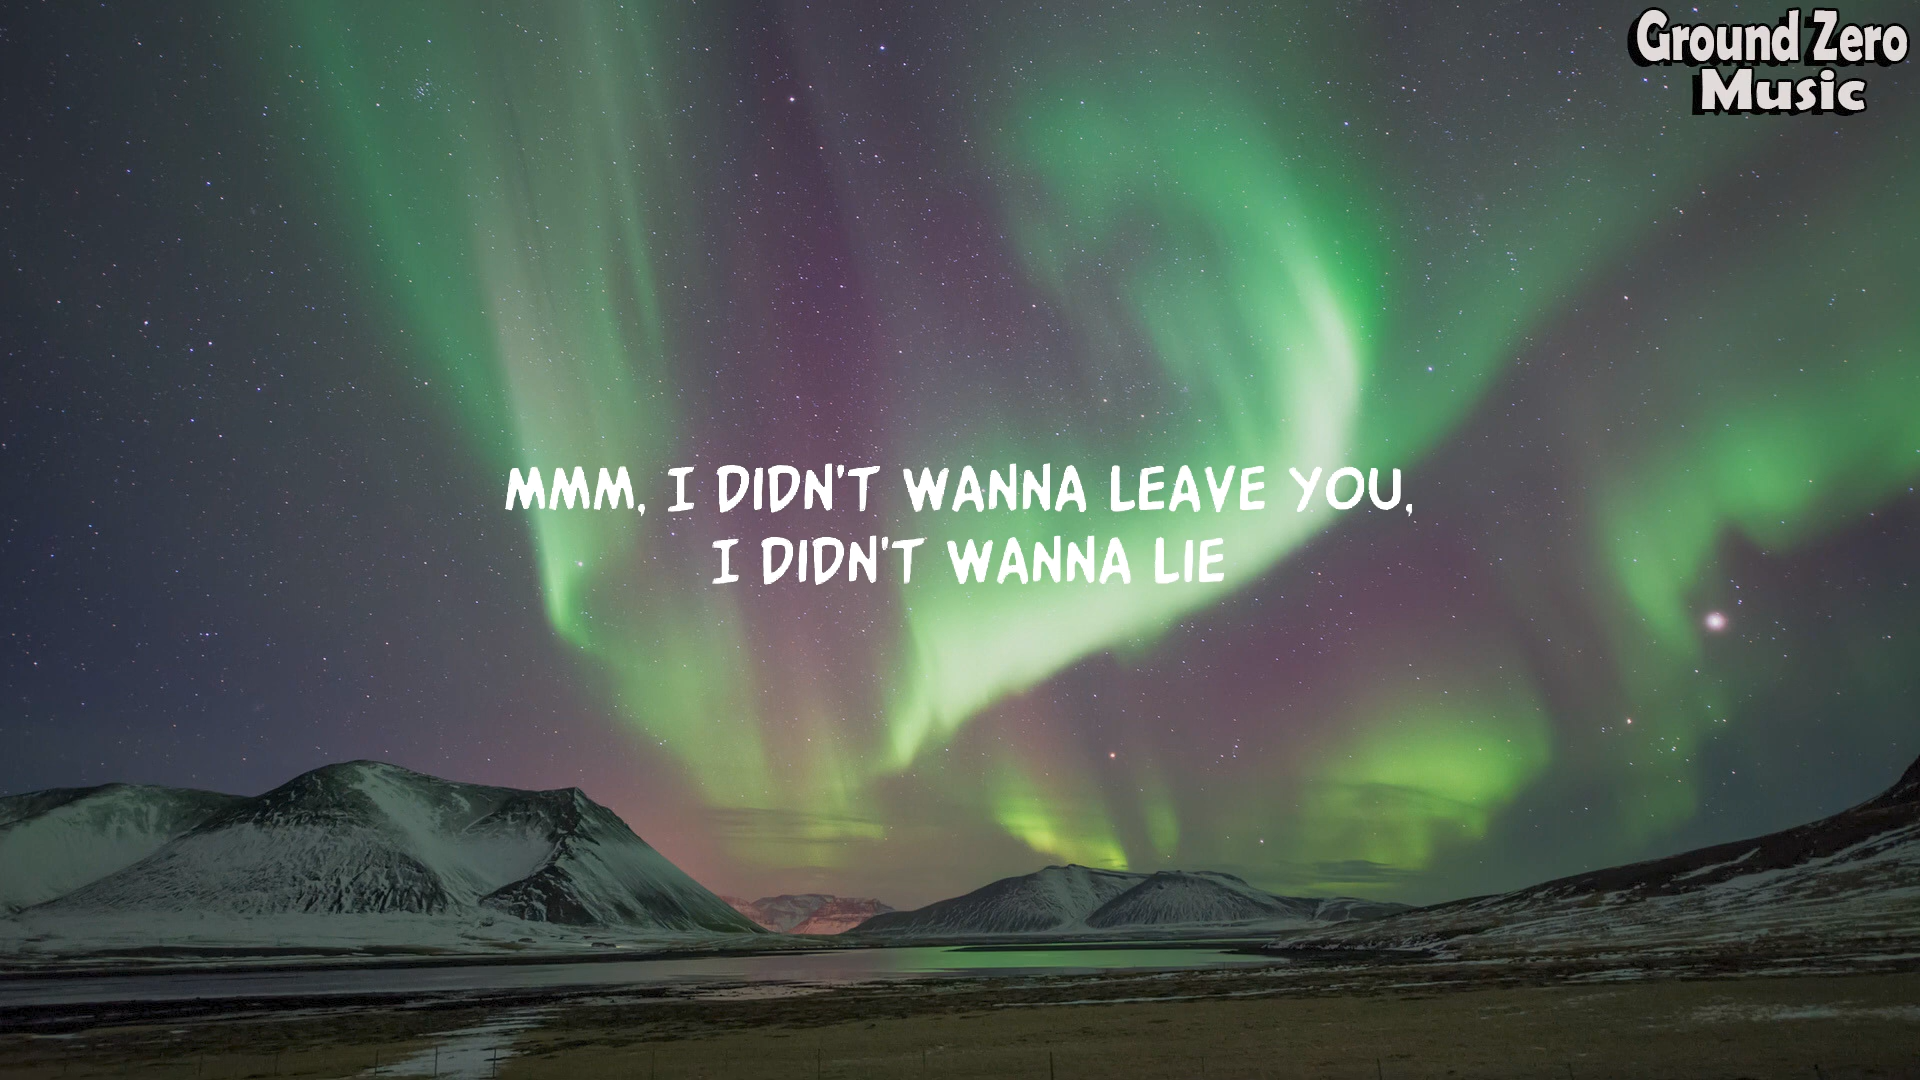 Ground Zero
Music
MMM, I DIDN'T WANNA LEAVE YOU,
I DIDN'T WANNA LIE